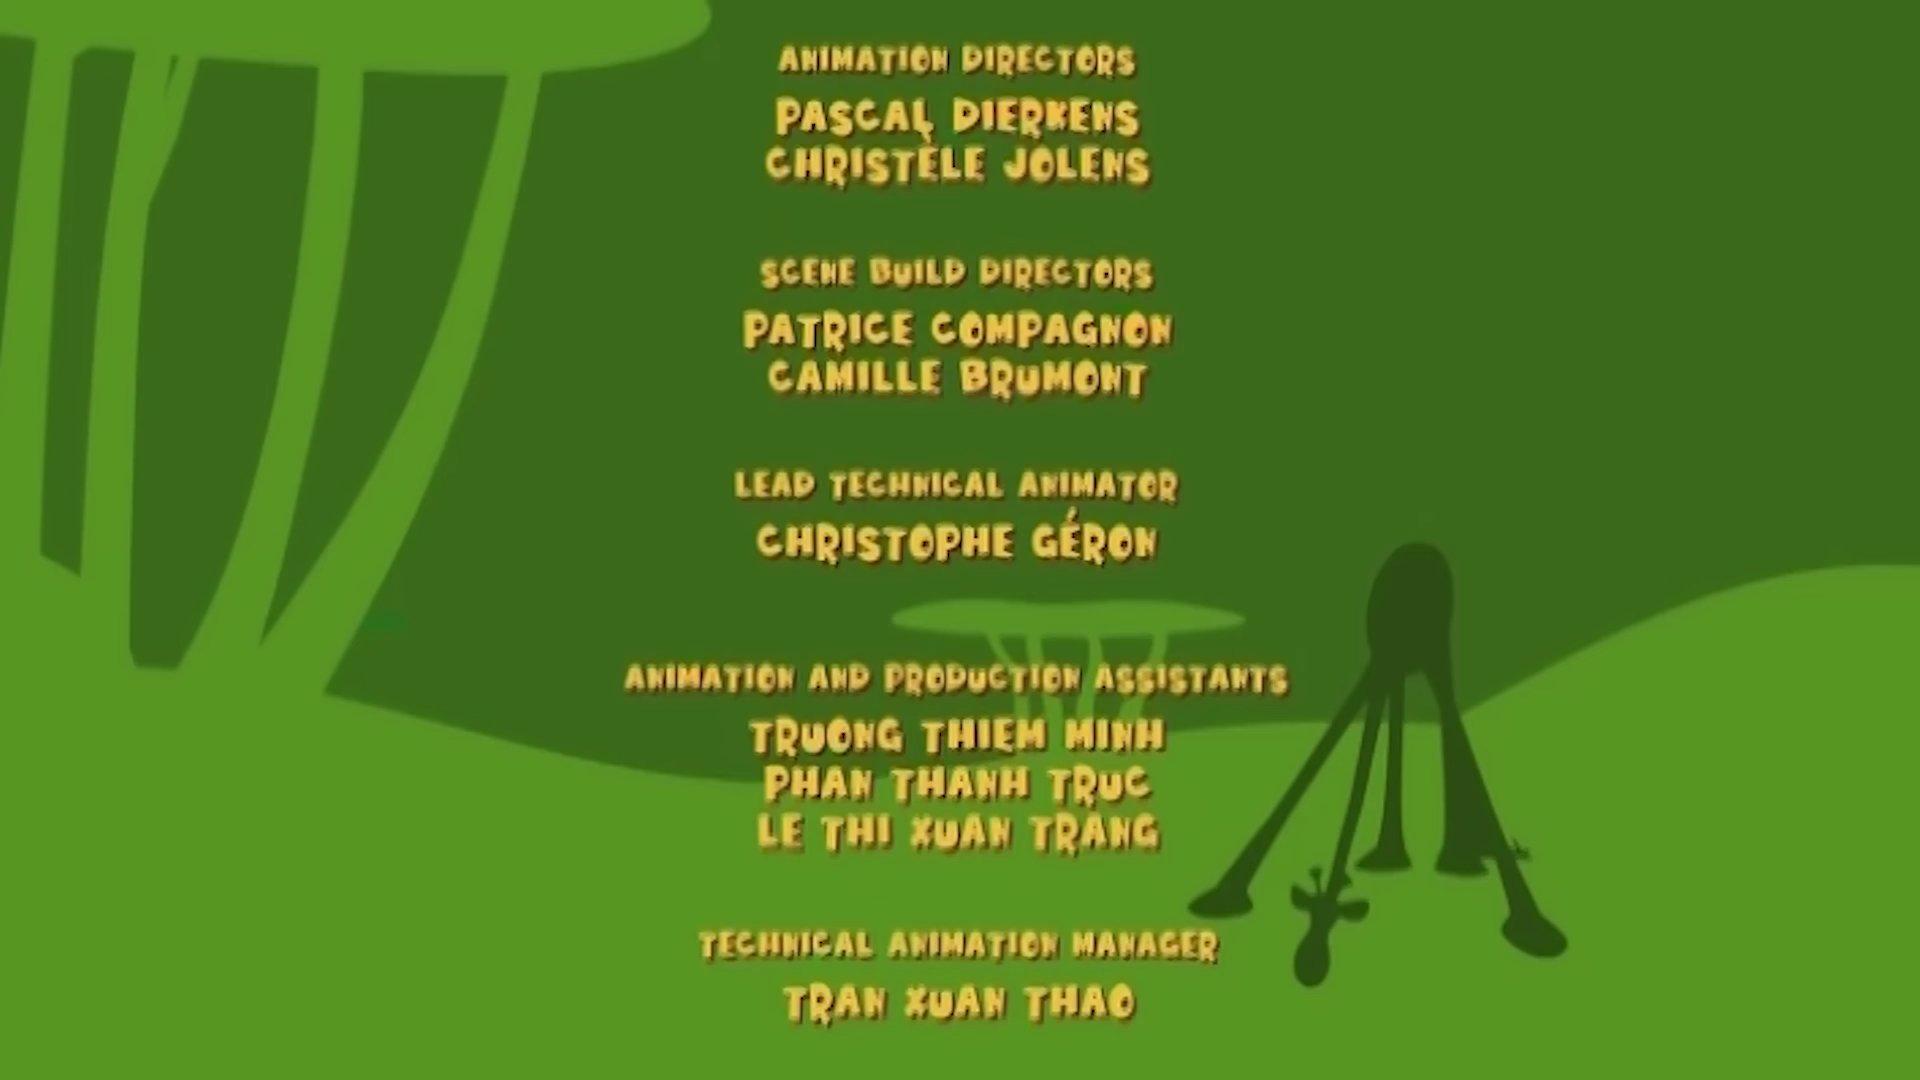 ANIMATION DIRECTORS
PASCAL DIERKENS
CHRISTÈLE JOLENS
SCENE BUILD DIRECTORS
PATRICE COMPAGNON
CAMILLE BRUMONT
LEAD TECHNICAL ANIMATOR
CHRISTOPHE GÉRON
ANIMATION AND PRODUCTION ASSISTANTS
TRUONG THIEM MINH
PHAN THANH TRUC
LE THI XUAN TRANG
TECHNICAL ANIMATION MANAGER
TRAN XUAN THAO